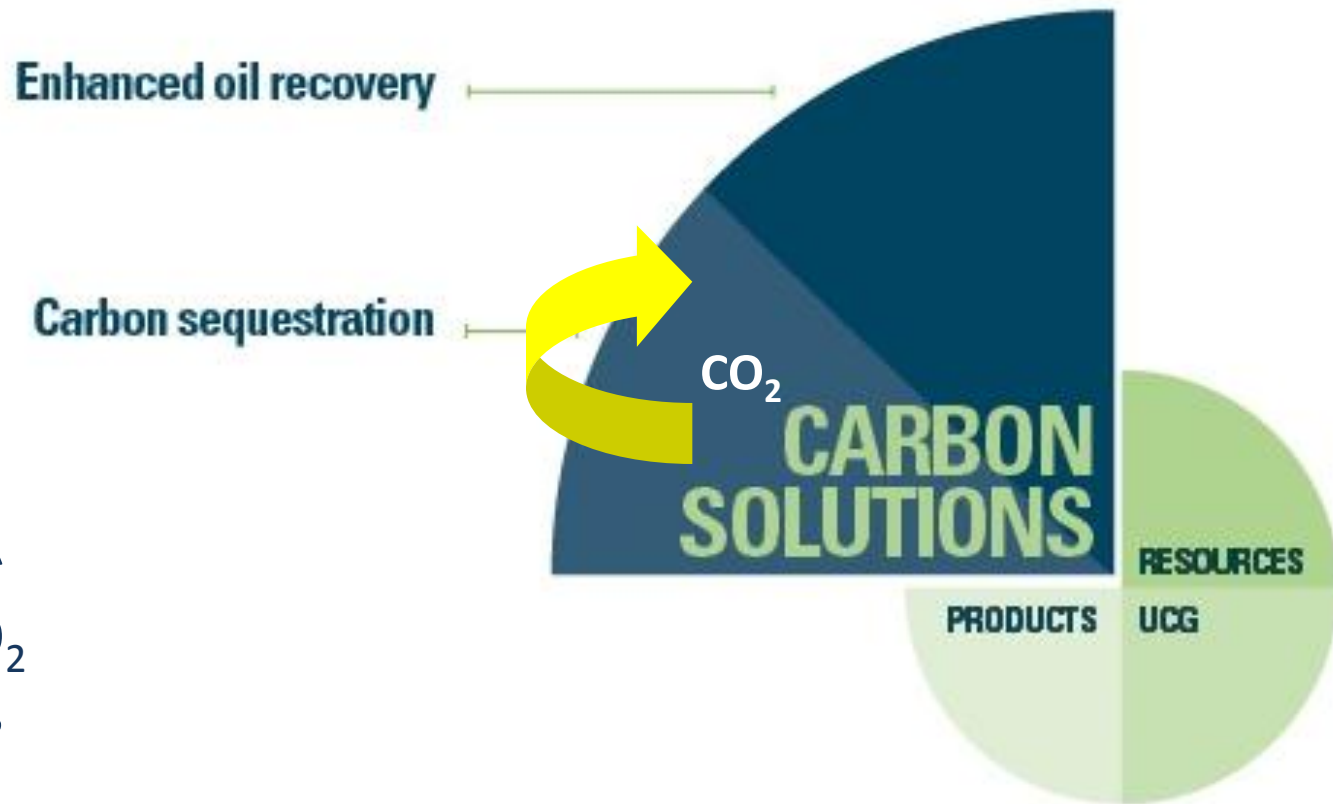 Enhanced oil recovery
Carbon sequestration
CO₂
CARBON
SOLUTIONS
RESOURCES
PRODUCTS
UCG